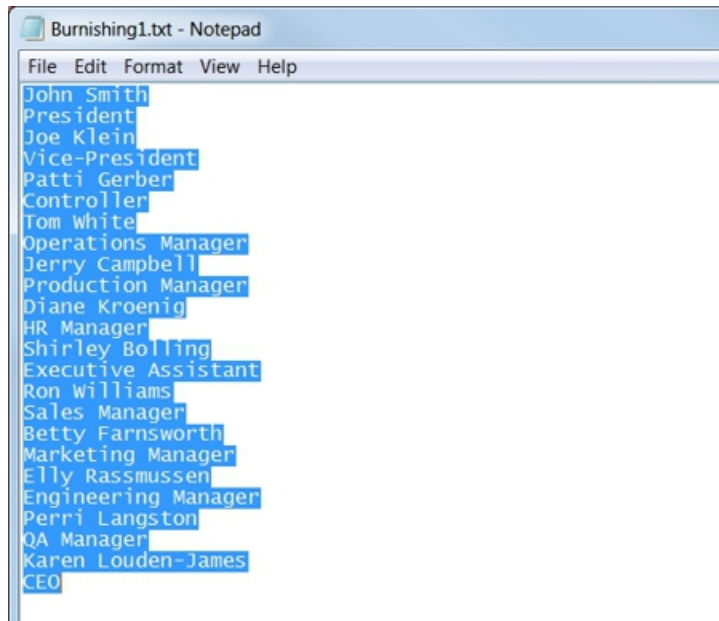 Burnishing1.txt - Notepad
File Edit Format View Help
John Smith
President
Joe Klein
Vice-President
Patti Gerber
Controller
Tom White
Operations Manager
Jerry Campbell
Production Manager
Diane Kroenig
HR Manager
Shirley Bolling
Executive Assistant
Ron Williams
Sales Manager
Betty Farnsworth
Marketing Manager
Elly Rassmussen
Engineering Manager
Perri Langston
QA Manager
Karen Louden-James
CEO